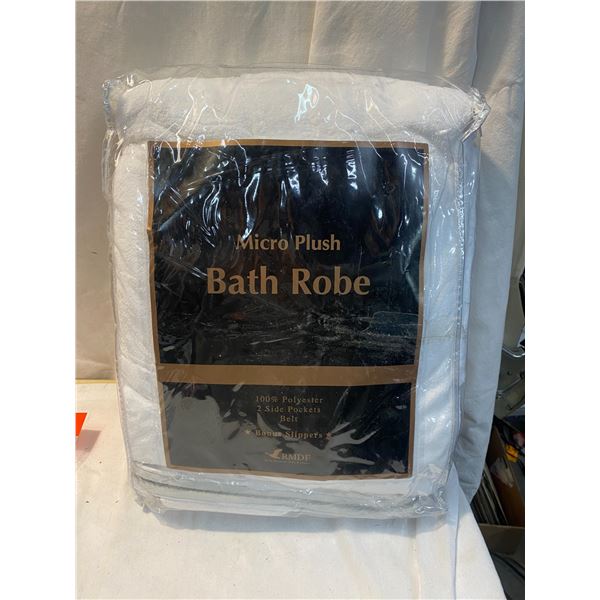 Micro Plush
Bath Robe
100% Polyester
2 Side Pockets
Belt
★ Bonus Slippers ★
RMDF